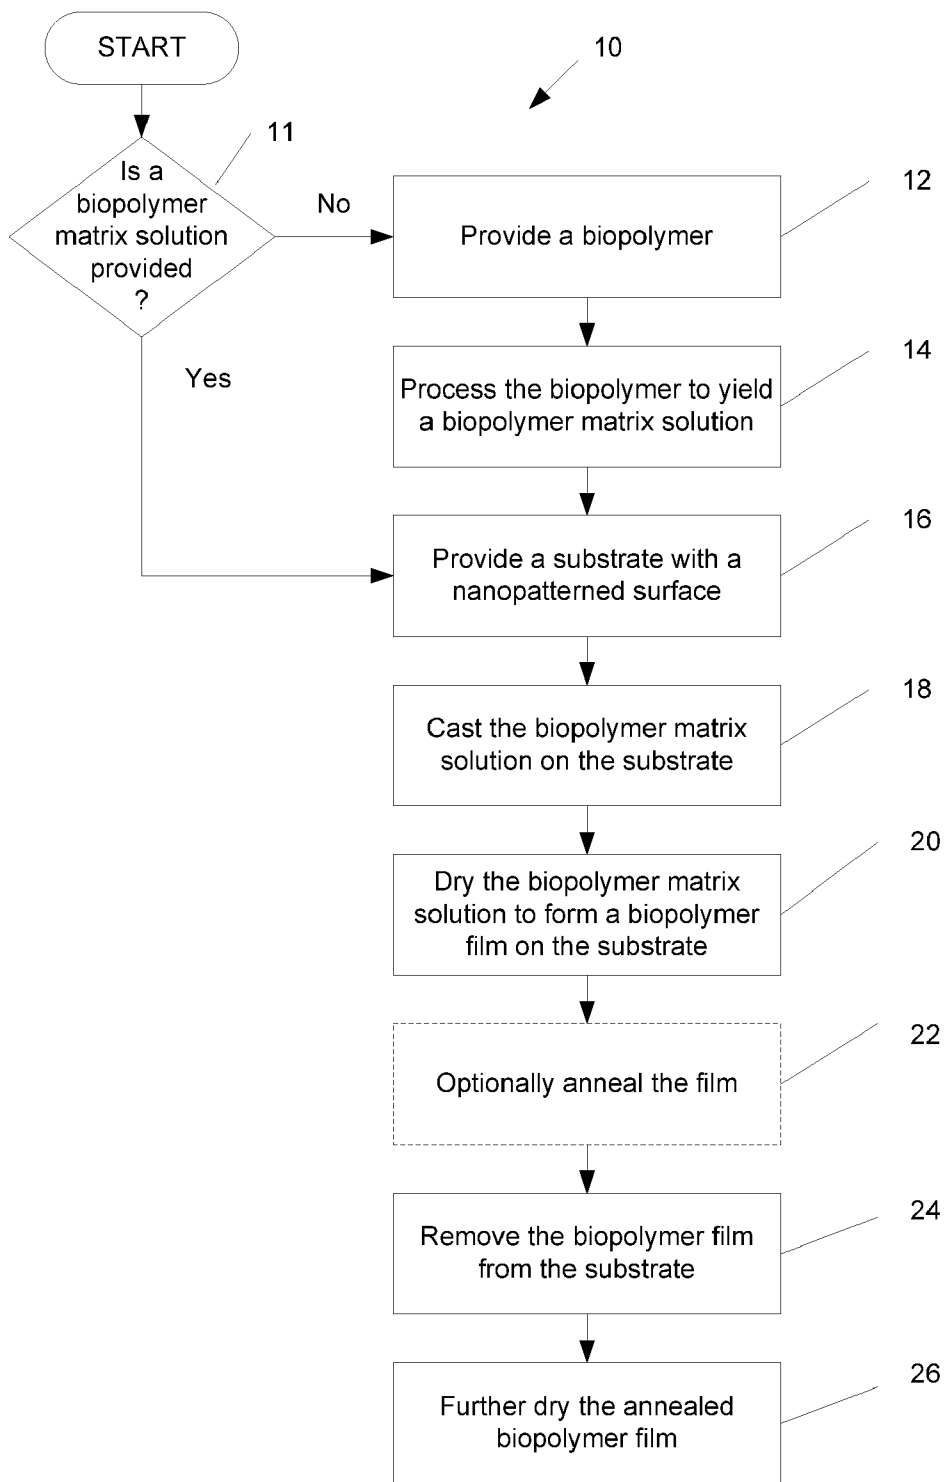 START
10
11
Is a
biopolymer
matrix solution
provided
?
No
Yes
Provide a biopolymer
12
Process the biopolymer to yield
a biopolymer matrix solution
14
Provide a substrate with a
nanopatterned surface
16
Cast the biopolymer matrix
solution on the substrate
18
Dry the biopolymer matrix
solution to form a biopolymer
film on the substrate
20
Optionally anneal the film
22
Remove the biopolymer film
from the substrate
24
Further dry the annealed
biopolymer film
26